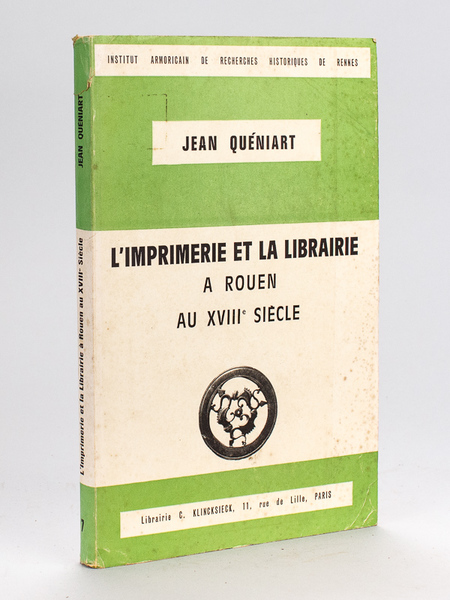 INSTITUT ARMORICAIN DE RECHERCHES HISTORIQUES DE RENNES
JEAN QUÉNIART
L'IMPRIMERIE ET LA LIBRAIRIE
A ROUEN
AU XVIIIe SIÈCLE
Librairie C. KLINCKSIECK, 11, rue de Lille, PARIS
JEAN QUÉNIART
L'Imprimerie et la Librairie à Rouen au XVIIIe Siècle
7